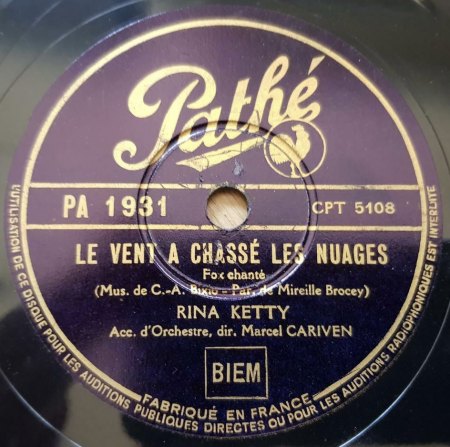 Pathé
PA 1931
CPT 5108
LE VENT A CHASSÉ LES NUAGES
Fox chanté
(Mus. de C.-A. Bixio - Par. de Mireille Brocey)
RINA KETTY
Acc. d'Orchestre, dir. Marcel CARIVEN
BIEM
FABRIQUÉ EN FRANCE
L'UTILISATION DE CE DISQUE POUR LES AUDITIONS PUBLIQUES DIRECTES OU POUR LES AUDITIONS RADIOPHONIQUES EST INTERDITE